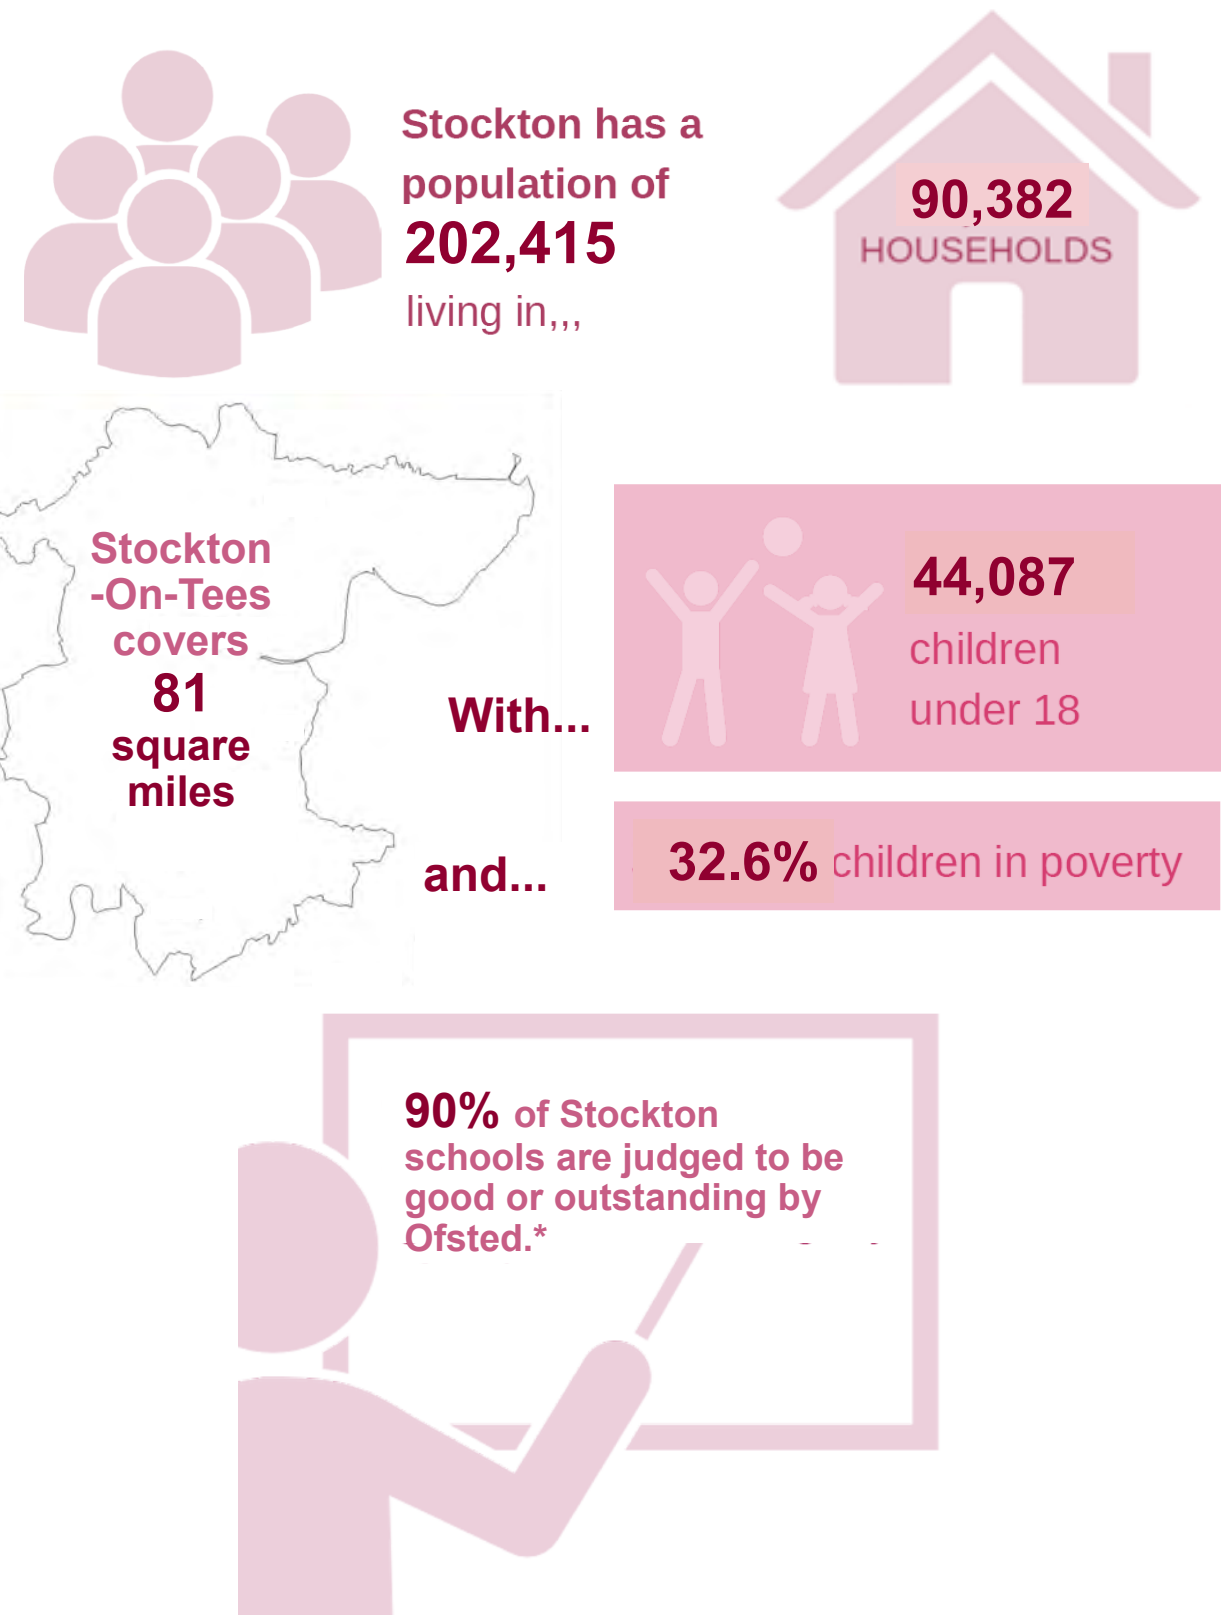 Stockton has a
population of
202,415
living in,,,
90,382
HOUSEHOLDS
Stockton
-On-Tees
covers
81
square
miles
With...
44,087
children
under 18
and...
32.6% children in poverty
90% of Stockton
schools are judged to be
good or outstanding by
Ofsted.*